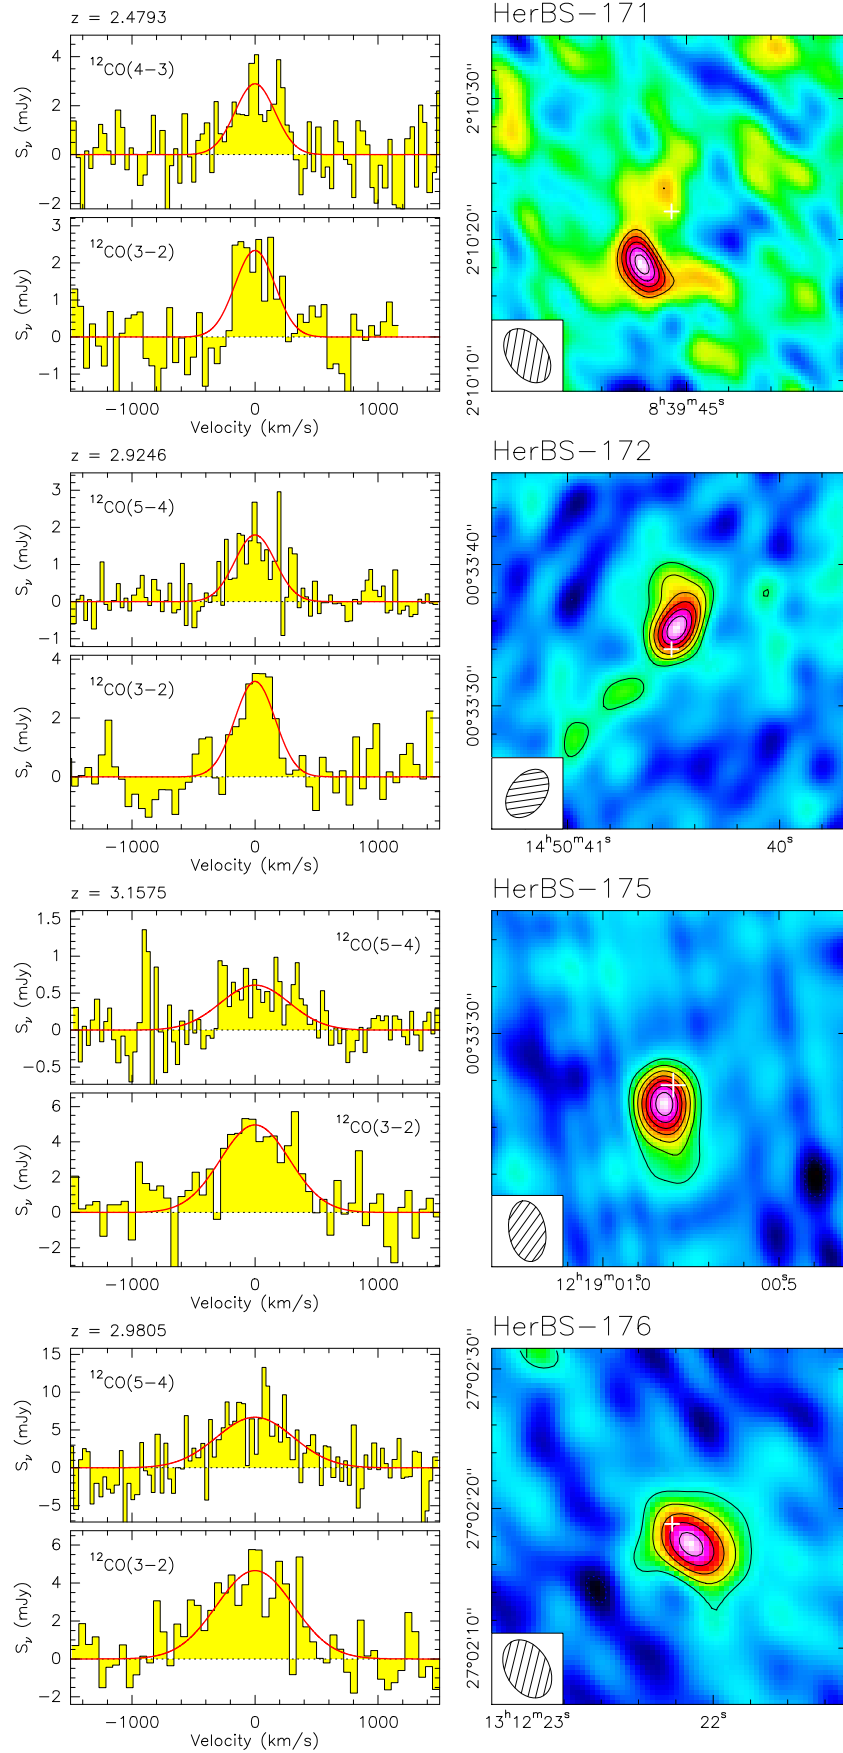 z = 2.4793
HerBS−171
¹²CO(4−3)
4
2
0
−2
S_ν (mJy)
¹²CO(3−2)
3
2
1
0
−1
S_ν (mJy)
−1000 0 1000
Velocity (km/s)
2°10'30''
2°10'20''
2°10'10''
8ʰ39ᵐ45ˢ
z = 2.9246
HerBS−172
¹²CO(5−4)
3
2
1
0
−1
S_ν (mJy)
¹²CO(3−2)
4
2
0
S_ν (mJy)
−1000 0 1000
Velocity (km/s)
00°33'40''
00°33'30''
14ʰ50ᵐ41ˢ 40ˢ
z = 3.1575
HerBS−175
¹²CO(5−4)
1.5
1
0.5
0
−0.5
S_ν (mJy)
¹²CO(3−2)
6
4
2
0
−2
S_ν (mJy)
−1000 0 1000
Velocity (km/s)
00°33'30''
12ʰ19ᵐ01ˢ.0 00ˢ.5
z = 2.9805
HerBS−176
¹²CO(5−4)
15
10
5
0
−5
S_ν (mJy)
¹²CO(3−2)
6
4
2
0
−2
S_ν (mJy)
−1000 0 1000
Velocity (km/s)
27°02'30''
27°02'20''
27°02'10''
13ʰ12ᵐ23ˢ 22ˢ